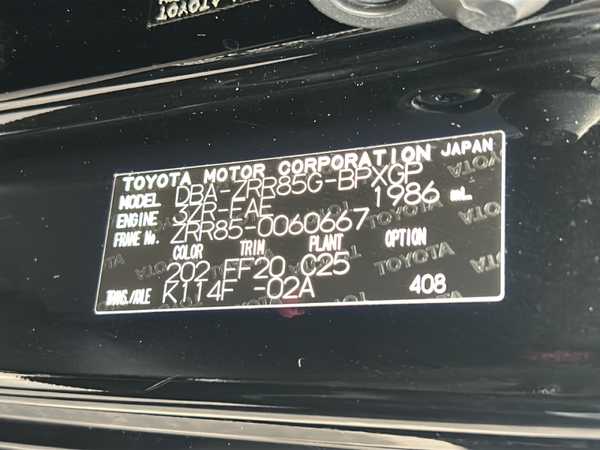 TOYOTA
TOYOTA MOTOR CORPORATION JAPAN
MODEL DBA-ZRR85G-BPXGP
ENGINE 3ZR-FAE 1986 mL
FRAME No. ZRR85-0060667
COLOR TRIM PLANT OPTION
202 FF20 C25
TRANS./AXLE K114F -02A 408